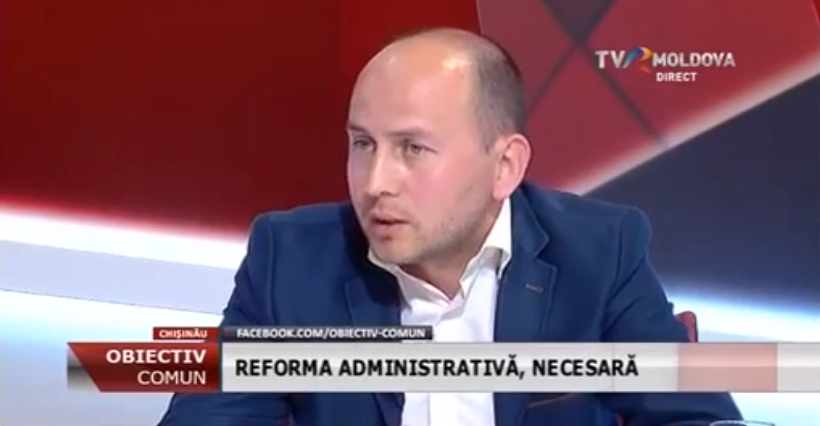 TVR MOLDOVA
DIRECT
CHIȘINĂU
FACEBOOK.COM/OBIECTIV-COMUN
OBIECTIV
COMUN
REFORMA ADMINISTRATIVĂ, NECESARĂ